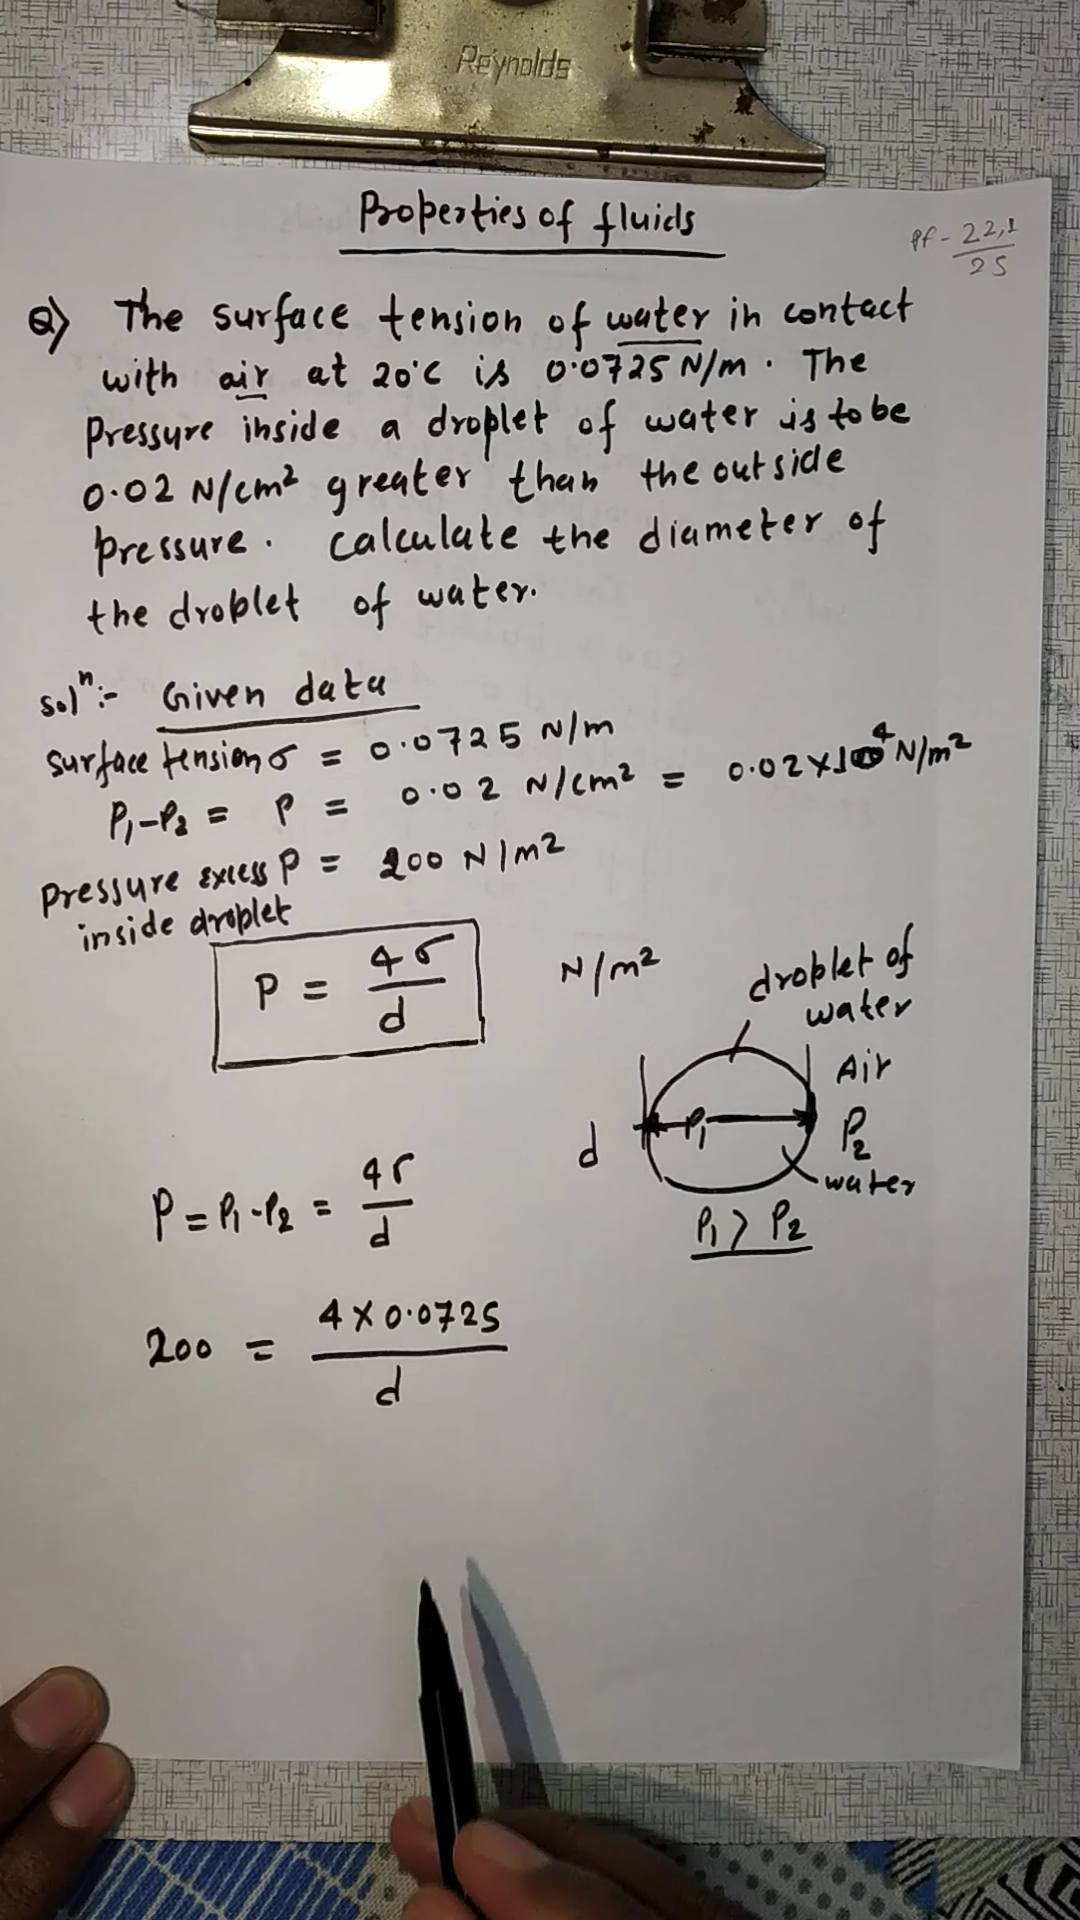 Reynolds
Properties of fluids
Pf - 22,1
25
Q) The surface tension of water in contact
with air at 20°C is 0.0725 N/m. The
Pressure inside a droplet of water is to be
0.02 N/cm² greater than the outside
pressure. calculate the diameter of
the droplet of water.
solⁿ:- Given data
Surface tension σ = 0.0725 N/m
P₁-P₂ = P = 0.02 N/cm² = 0.02×10⁴ N/m²
Pressure excess P = 200 N/m²
inside droplet
P = 4σ/d N/m²
droplet of
water
Air
d P₁ P₂
water
P₁ > P₂
P = P₁-P₂ = 4σ/d
200 = 4×0.0725/d